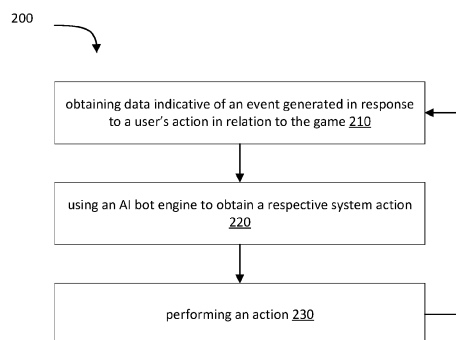 200
obtaining data indicative of an event generated in response
to a user's action in relation to the game 210
using an AI bot engine to obtain a respective system action
220
performing an action 230